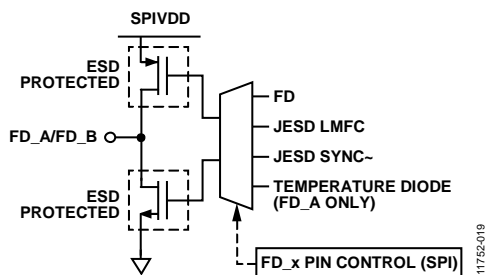 SPIVDD
ESD
PROTECTED
FD
JESD LMFC
FD_A/FD_B
JESD SYNC~
TEMPERATURE DIODE
(FD_A ONLY)
ESD
PROTECTED
FD_x PIN CONTROL (SPI)
11752-019